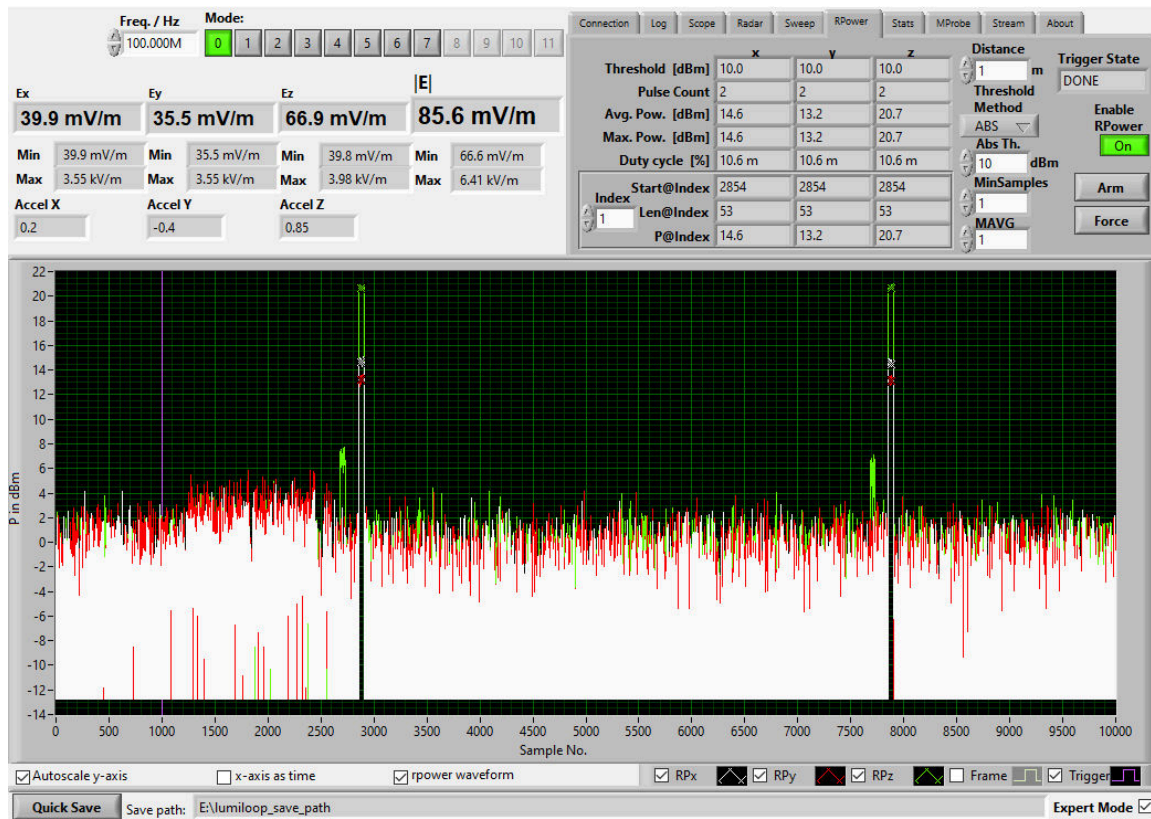 Freq. / Hz Mode:
100.000M 0 1 2 3 4 5 6 7 8 9 10 11
Ex Ey Ez |E|
39.9 mV/m 35.5 mV/m 66.9 mV/m 85.6 mV/m
Min 39.9 mV/m Min 35.5 mV/m Min 39.8 mV/m Min 66.6 mV/m
Max 3.55 kV/m Max 3.55 kV/m Max 3.98 kV/m Max 6.41 kV/m
Accel X Accel Y Accel Z
0.2 -0.4 0.85
Connection Log Scope Radar Sweep RPower Stats MProbe Stream About
x y z
Threshold [dBm] 10.0 10.0 10.0
Pulse Count 2 2 2
Avg. Pow. [dBm] 14.6 13.2 20.7
Max. Pow. [dBm] 14.6 13.2 20.7
Duty cycle [%] 10.6 m 10.6 m 10.6 m
Index
1
Start@Index 2854 2854 2854
Len@Index 53 53 53
P@Index 14.6 13.2 20.7
Distance
1 m
Threshold
Method
ABS
Abs Th.
10 dBm
MinSamples
1
MAVG
1
Trigger State
DONE
Enable
RPower
On
Arm
Force
P in dBm
22
20
18
16
14
12
10
8
6
4
2
0
-2
-4
-6
-8
-10
-12
-14
0 500 1000 1500 2000 2500 3000 3500 4000 4500 5000 5500 6000 6500 7000 7500 8000 8500 9000 9500 10000
Sample No.
Autoscale y-axis x-axis as time rpower waveform RPx RPy RPz Frame Trigger
Quick Save Save path: E:\lumiloop_save_path Expert Mode